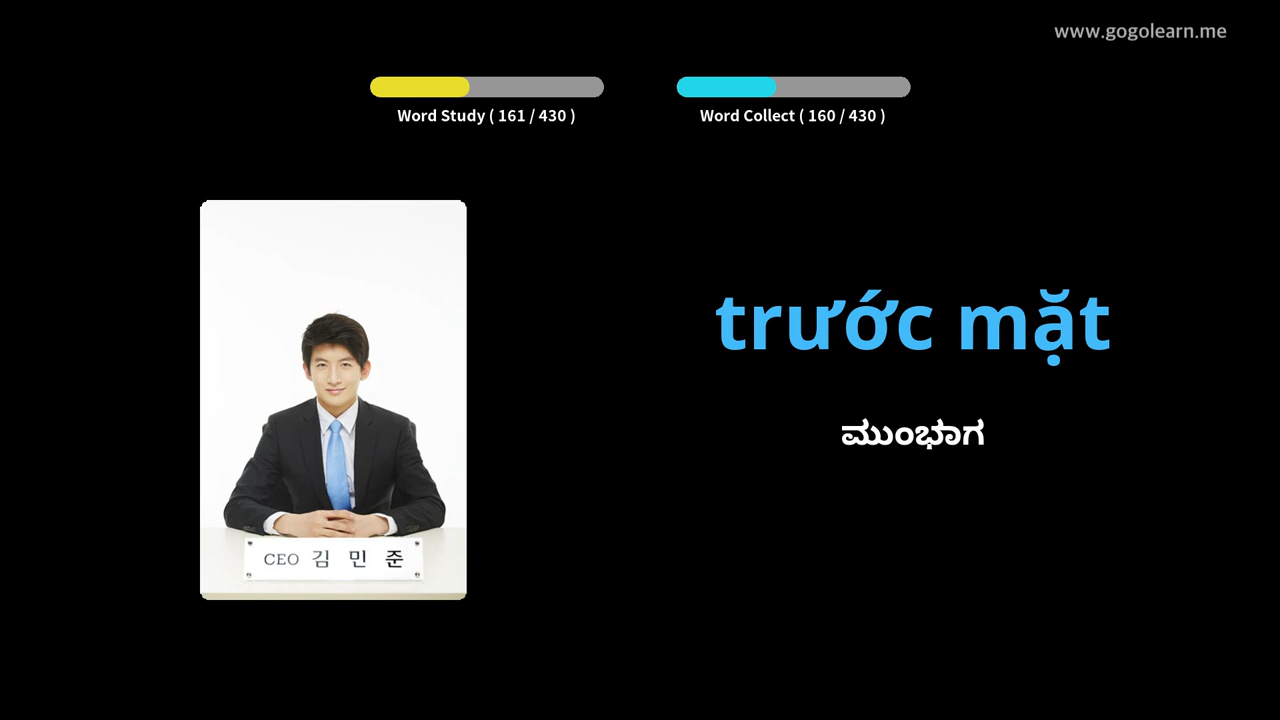 www.gogolearn.me
Word Study ( 161 / 430 )
Word Collect ( 160 / 430 )
trước mặt
ಮುಂಭಾಗ
CEO 김 민 준